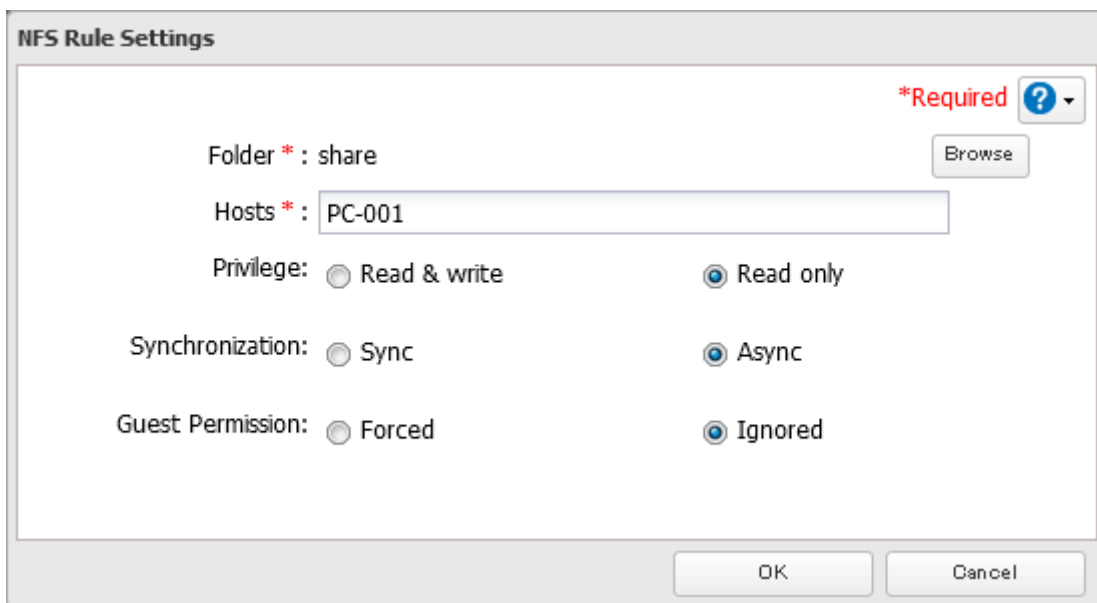 NFS Rule Settings
*Required ?
Folder * : share Browse
Hosts * : PC-001
Privilege: Read & write Read only
Synchronization: Sync Async
Guest Permission: Forced Ignored
OK Cancel